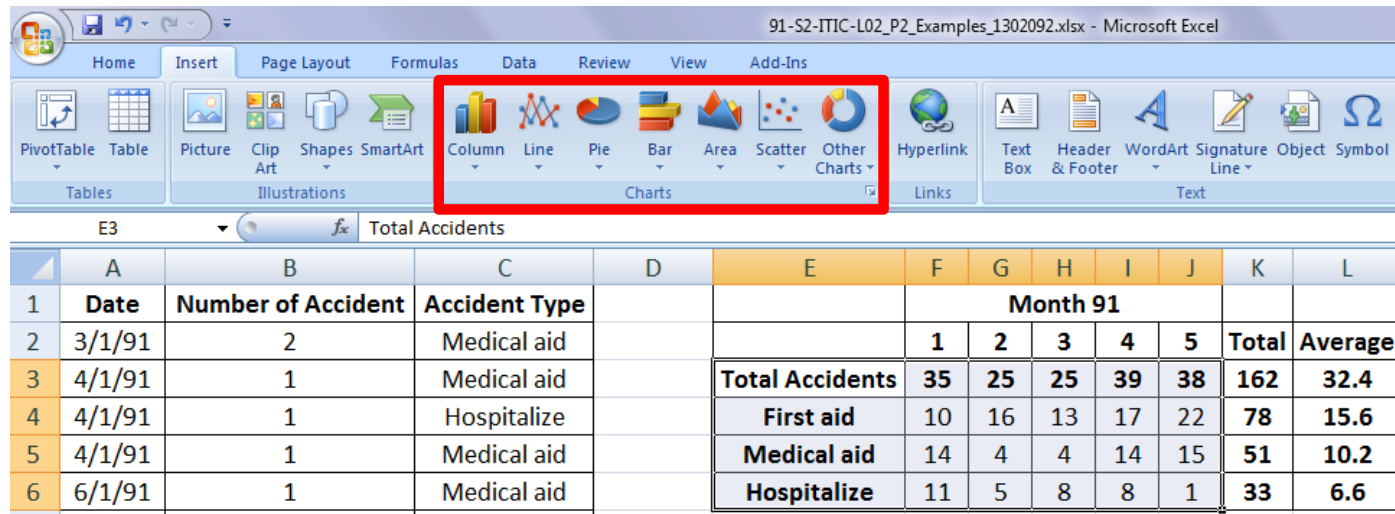 91-S2-ITIC-L02_P2_Examples_1302092.xlsx - Microsoft Excel
Home Insert Page Layout Formulas Data Review View Add-Ins
PivotTable Table Picture Clip Art Shapes SmartArt Column Line Pie Bar Area Scatter Other Charts Hyperlink Text Box Header & Footer WordArt Signature Line Object Symbol
Tables Illustrations Charts Links Text
E3 fx Total Accidents
A B C D E F G H I J K L
1 Date Number of Accident Accident Type Month 91
2 3/1/91 2 Medical aid 1 2 3 4 5 Total Average
3 4/1/91 1 Medical aid Total Accidents 35 25 25 39 38 162 32.4
4 4/1/91 1 Hospitalize First aid 10 16 13 17 22 78 15.6
5 4/1/91 1 Medical aid Medical aid 14 4 4 14 15 51 10.2
6 6/1/91 1 Medical aid Hospitalize 11 5 8 8 1 33 6.6